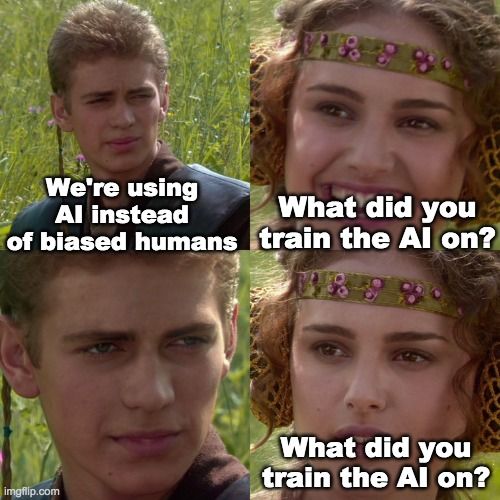 We're using
AI instead
of biased humans
What did you
train the AI on?
What did you
train the AI on?
imgflip.com